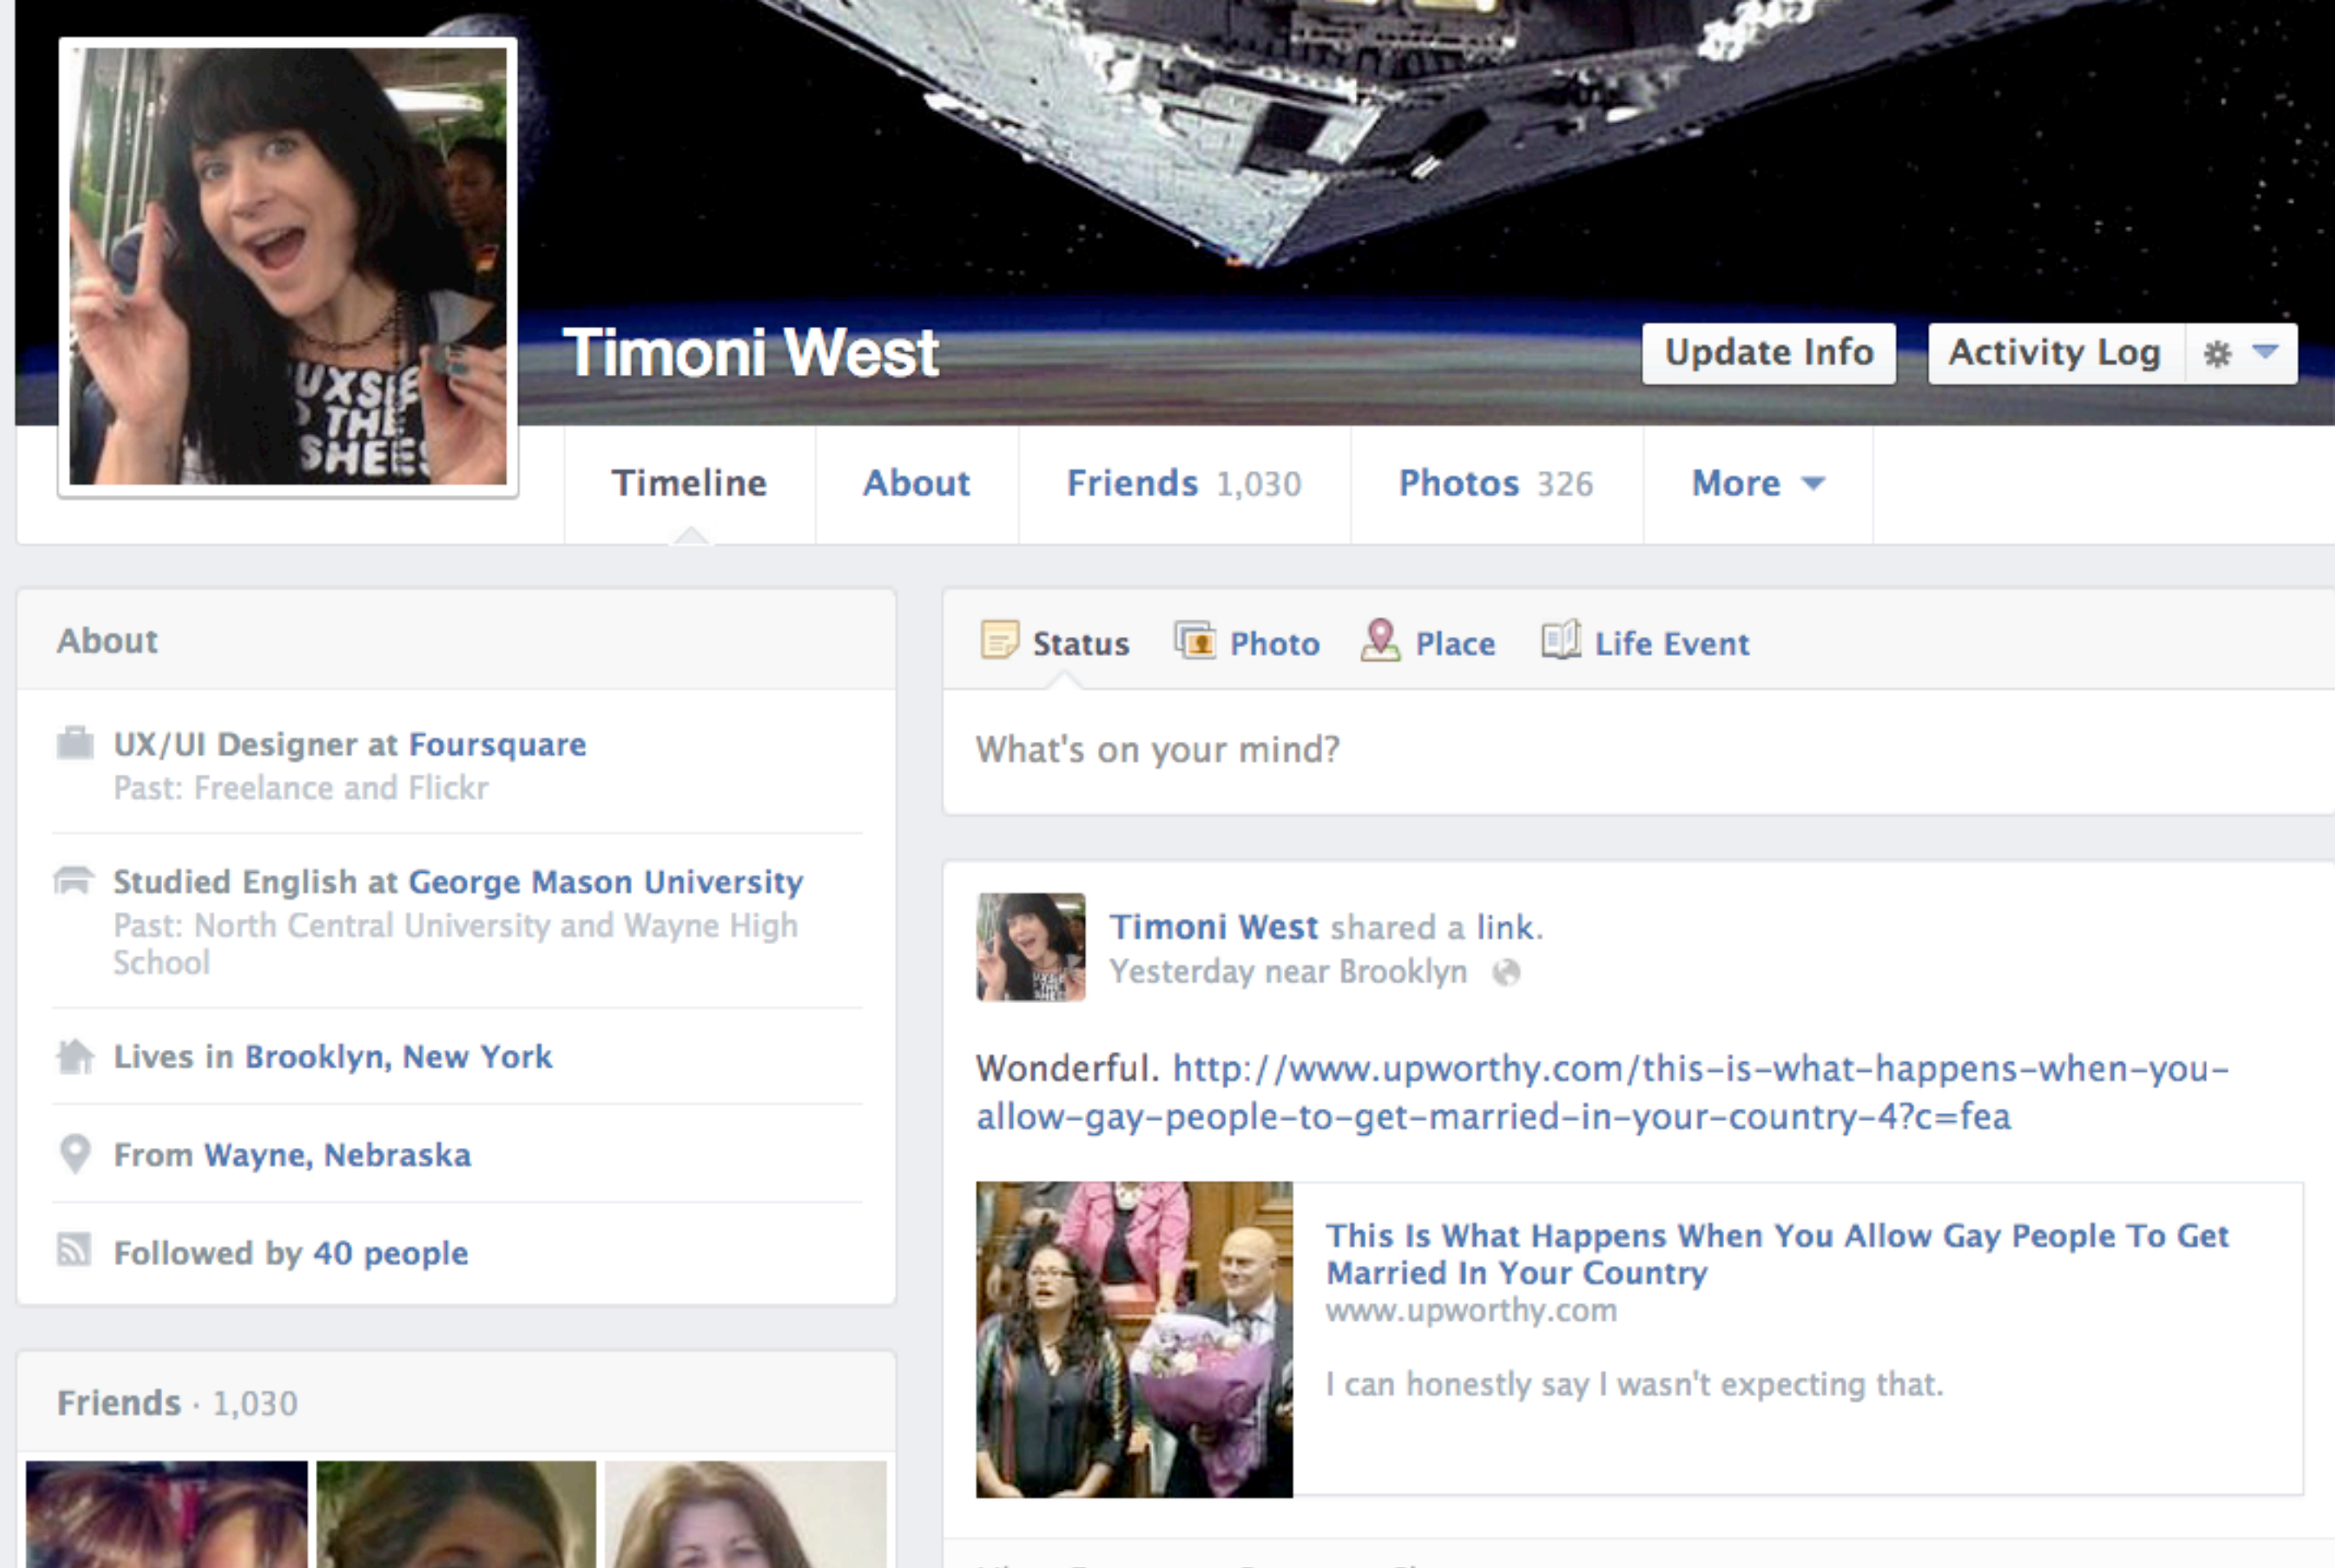 UXSIE
THE
SHEES
Timoni West
Update Info
Activity Log
Timeline
About
Friends 1,030
Photos 326
More
About
UX/UI Designer at Foursquare
Past: Freelance and Flickr
Studied English at George Mason University
Past: North Central University and Wayne High
School
Lives in Brooklyn, New York
From Wayne, Nebraska
Followed by 40 people
Friends · 1,030
Status
Photo
Place
Life Event
What's on your mind?
Timoni West shared a link.
Yesterday near Brooklyn
Wonderful. http://www.upworthy.com/this-is-what-happens-when-you-
allow-gay-people-to-get-married-in-your-country-4?c=fea
This Is What Happens When You Allow Gay People To Get
Married In Your Country
www.upworthy.com
I can honestly say I wasn't expecting that.